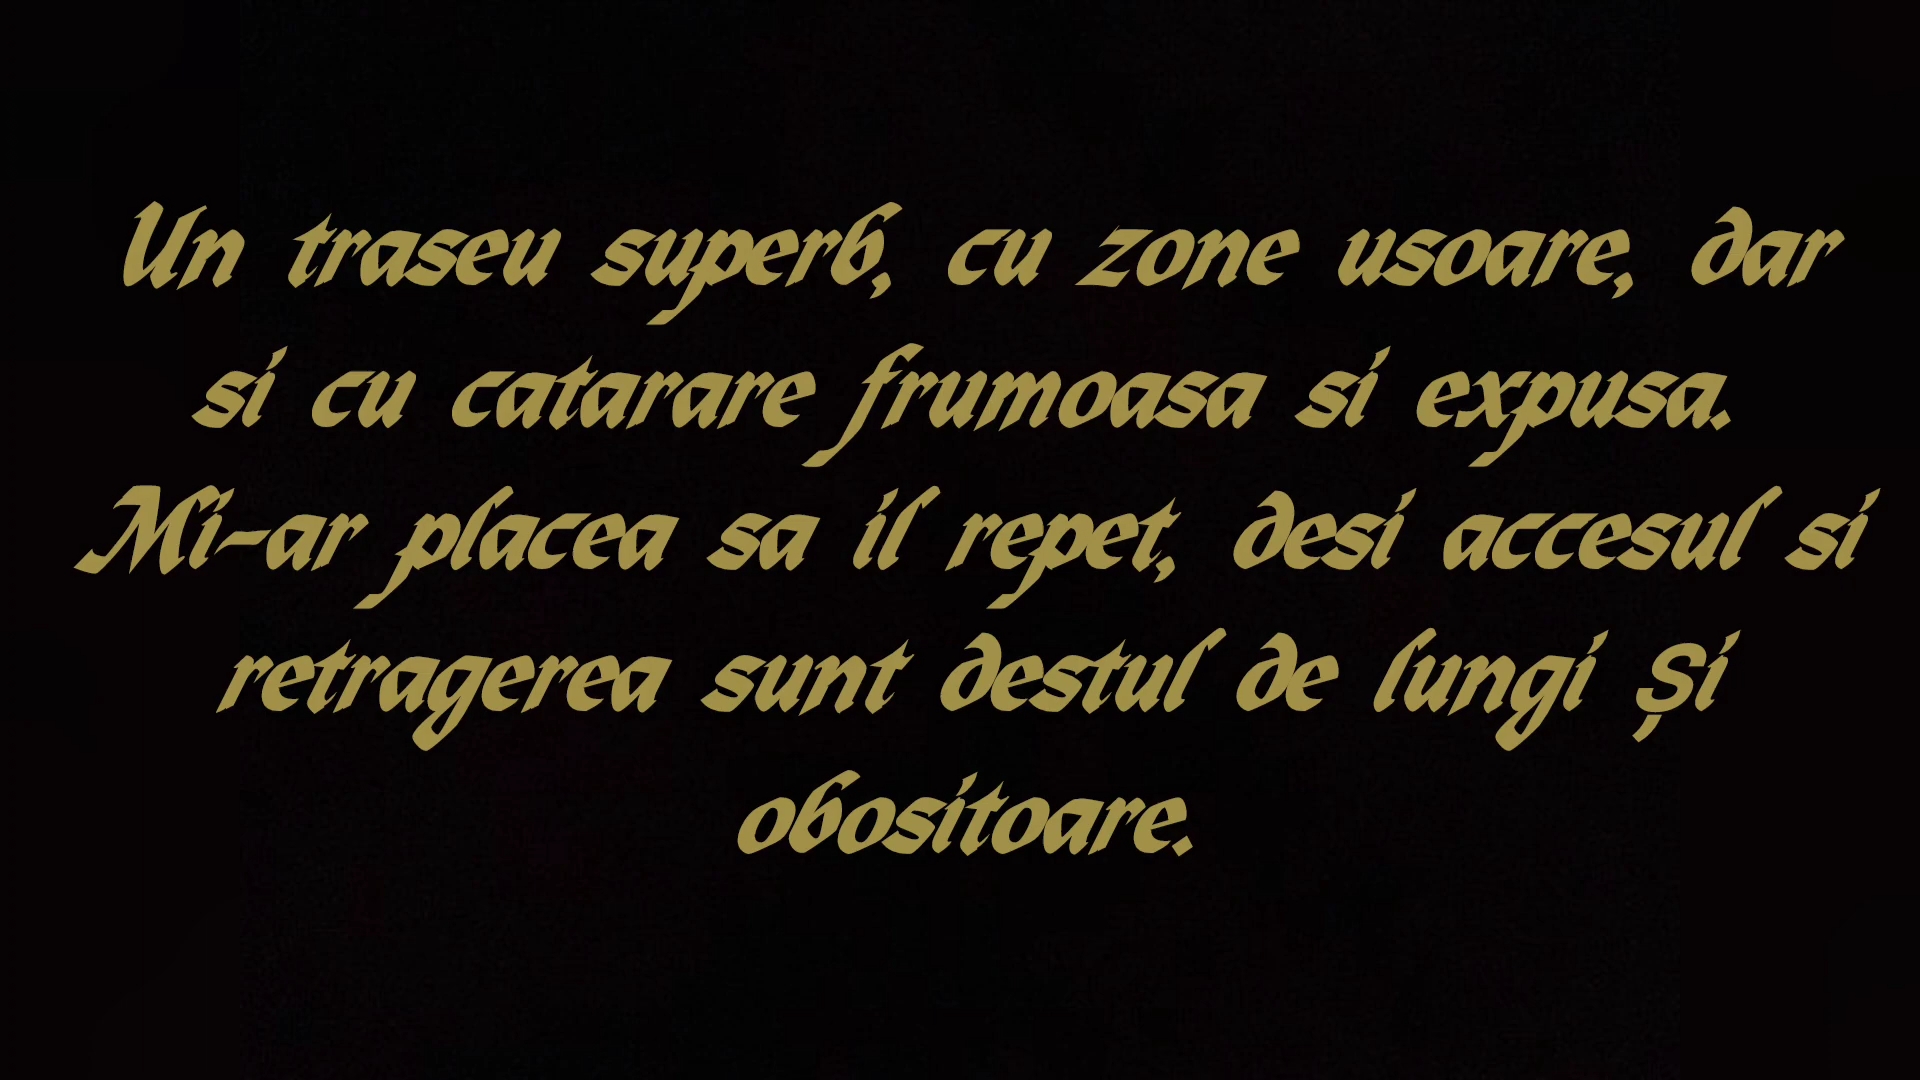 Un traseu superb, cu zone usoare, dar
si cu catarare frumoasa si expusa.
Mi-ar placea sa il repet, desi accesul si
retragerea sunt destul de lungi și
obositoare.